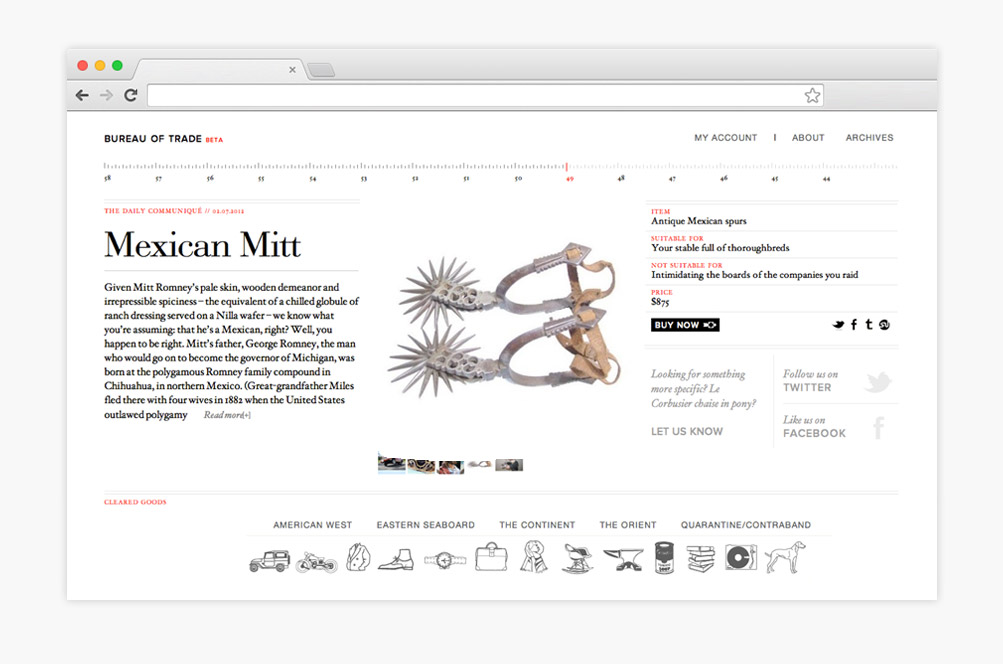 BUREAU OF TRADE BETA
MY ACCOUNT | ABOUT ARCHIVES
58 57 56 55 54 53 52 51 50 49 48 47 46 45 44
THE DAILY COMMUNIQUÉ // 02.07.2012
Mexican Mitt
Given Mitt Romney's pale skin, wooden demeanor and
irrepressible spiciness – the equivalent of a chilled globule of
ranch dressing served on a Nilla wafer – we know what
you're assuming: that he's a Mexican, right? Well, you
happen to be right. Mitt's father, George Romney, the man
who would go on to become the governor of Michigan, was
born at the polygamous Romney family compound in
Chihuahua, in northern Mexico. (Great-grandfather Miles
fled there with four wives in 1882 when the United States
outlawed polygamy Read more[+]
ITEM
Antique Mexican spurs
SUITABLE FOR
Your stable full of thoroughbreds
NOT SUITABLE FOR
Intimidating the boards of the companies you raid
PRICE
$875
BUY NOW
Looking for something
more specific? Le
Corbusier chaise in pony?
LET US KNOW
Follow us on
TWITTER
Like us on
FACEBOOK
CLEARED GOODS
AMERICAN WEST EASTERN SEABOARD THE CONTINENT THE ORIENT QUARANTINE/CONTRABAND
2007